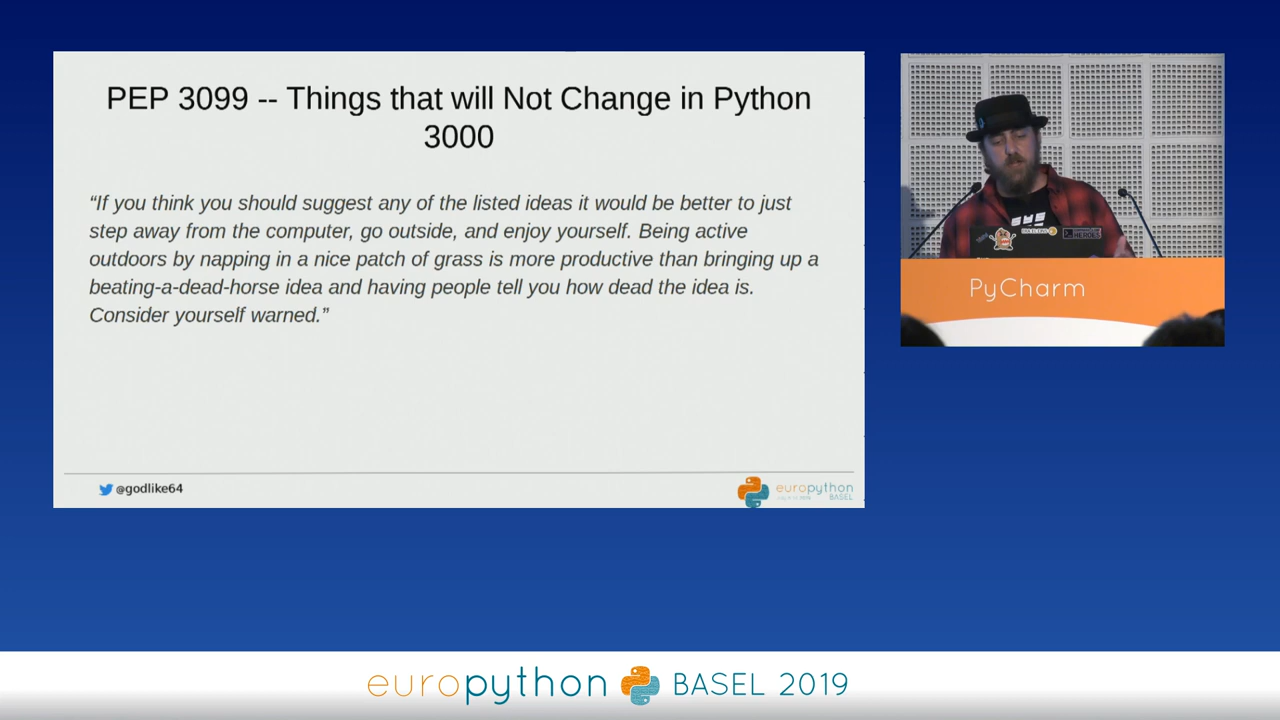 PEP 3099 -- Things that will Not Change in Python
3000
“If you think you should suggest any of the listed ideas it would be better to just
step away from the computer, go outside, and enjoy yourself. Being active
outdoors by napping in a nice patch of grass is more productive than bringing up a
beating-a-dead-horse idea and having people tell you how dead the idea is.
Consider yourself warned.”
@godlike64
europython
BASEL
HEROES
PyCharm
europython BASEL 2019